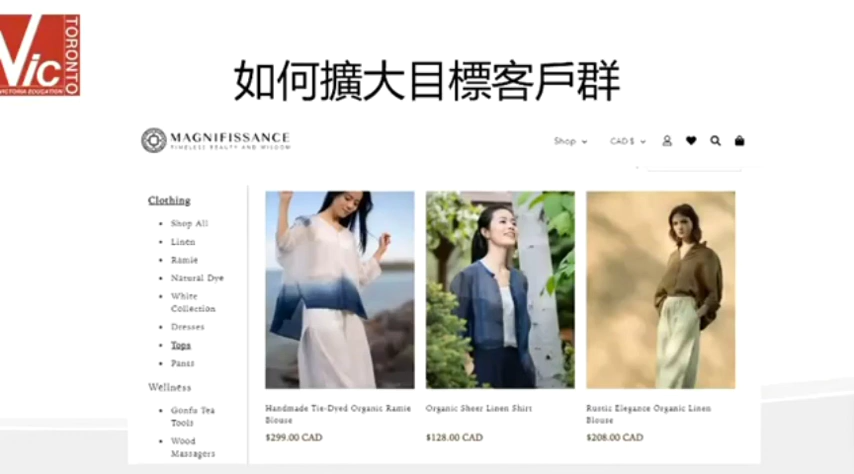 Vic
TORONTO
VICTORIA EDUCATION
如何擴大目標客戶群
MAGNIFISSANCE
TIMELESS BEAUTY AND WISDOM
Shop
CAD $
Clothing
Shop All
Linen
Ramie
Natural Dye
White
Collection
Dresses
Tops
Pants
Wellness
Gonfu Tea
Tools
Wood
Massagers
Handmade Tie-Dyed Organic Ramie
Blouse
$299.00 CAD
Organic Sheer Linen Shirt
$128.00 CAD
Rustic Elegance Organic Linen
Blouse
$208.00 CAD